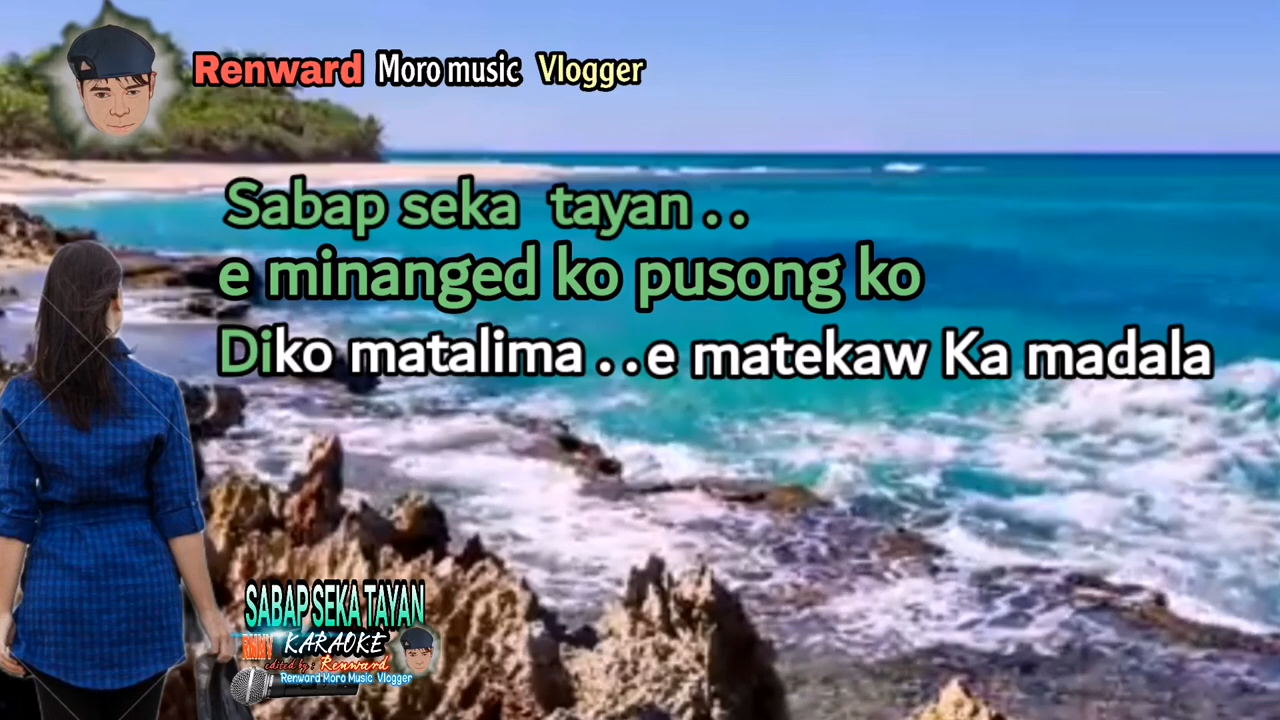 Renward Moro music Vlogger
Sabap seka tayan . .
e minanged ko pusong ko
Diko matalima . . e matekaw Ka madala
SABAP SEKA TAYAN
RMMV KARAOKE
edited by: Renward
Renward Moro Music Vlogger